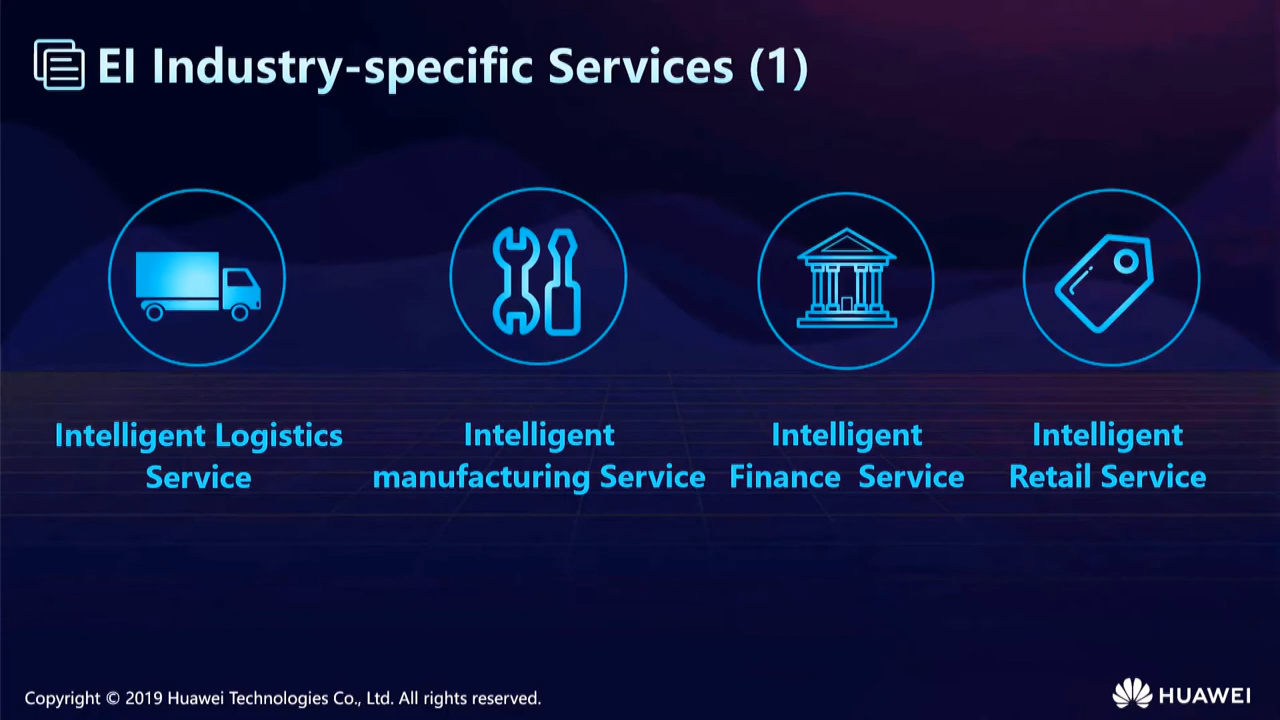 EI Industry-specific Services (1)
Intelligent Logistics
Service
Intelligent
manufacturing Service
Intelligent
Finance  Service
Intelligent
Retail Service
Copyright © 2019 Huawei Technologies Co., Ltd. All rights reserved.
HUAWEI